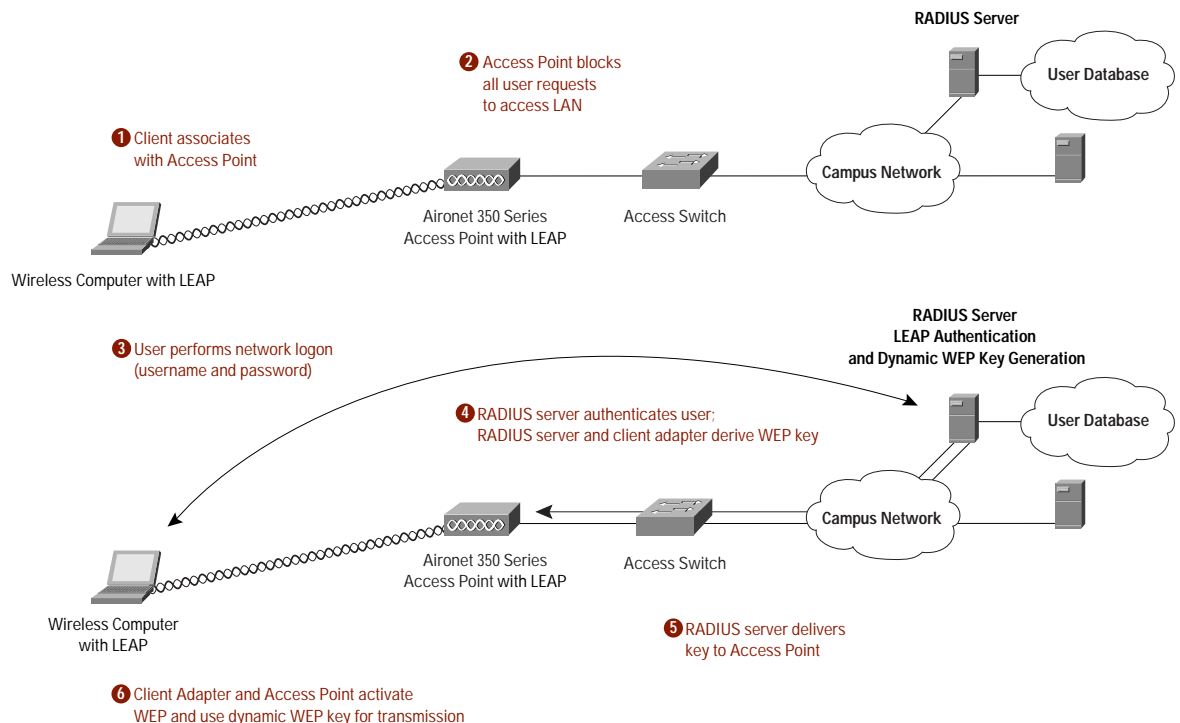 RADIUS Server
User Database
2 Access Point blocks
all user requests
to access LAN
1 Client associates
with Access Point
Campus Network
Aironet 350 Series
Access Point with LEAP
Access Switch
Wireless Computer with LEAP
RADIUS Server
LEAP Authentication
and Dynamic WEP Key Generation
3 User performs network logon
(username and password)
4 RADIUS server authenticates user;
RADIUS server and client adapter derive WEP key
User Database
Campus Network
Aironet 350 Series
Access Point with LEAP
Access Switch
Wireless Computer
with LEAP
5 RADIUS server delivers
key to Access Point
6 Client Adapter and Access Point activate
WEP and use dynamic WEP key for transmission